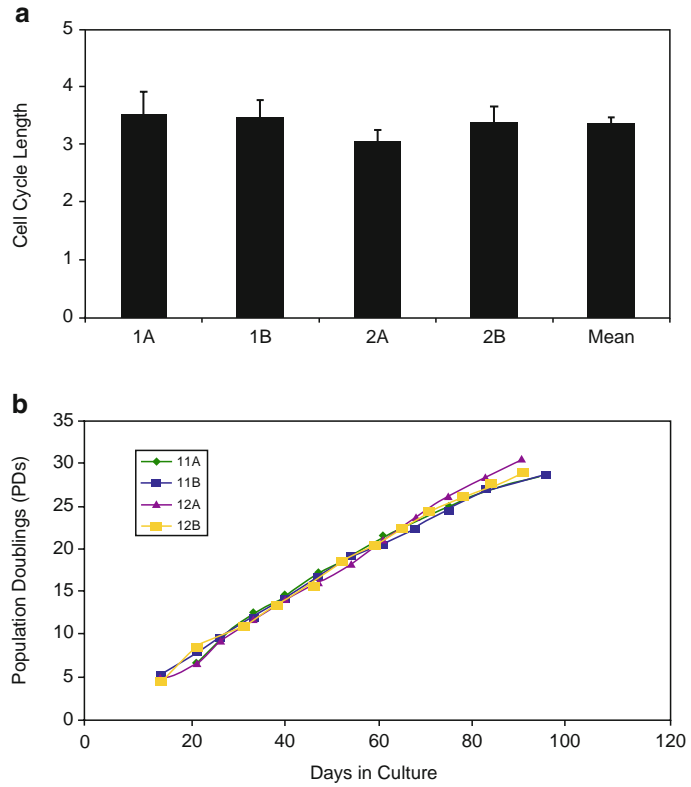 a
Cell Cycle Length
5
4
3
2
1
0
1A 1B 2A 2B Mean
b
Population Doublings (PDs)
35
30
25
20
15
10
5
0
11A
11B
12A
12B
0 20 40 60 80 100 120
Days in Culture